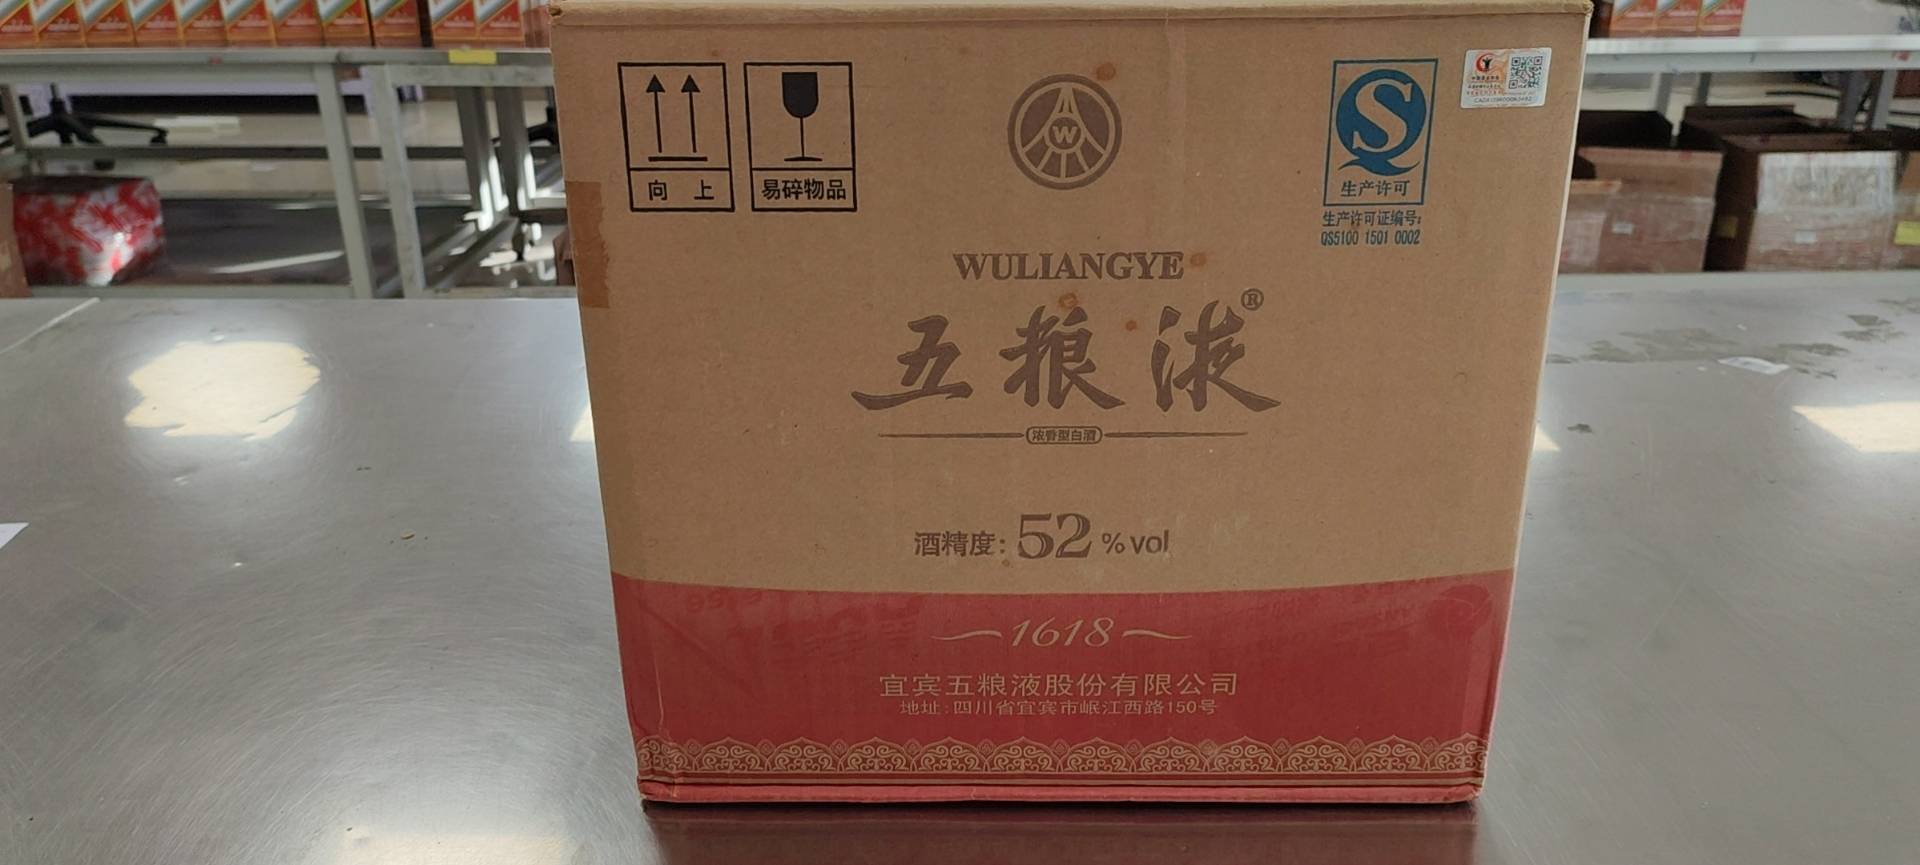 向 上
易碎物品
W
S
生产许可
生产许可证编号:
QS5100 1501 0002
WULIANGYE
五粮液®
浓香型白酒
酒精度: 52 %vol
1618
宜宾五粮液股份有限公司
地址:四川省宜宾市岷江西路150号